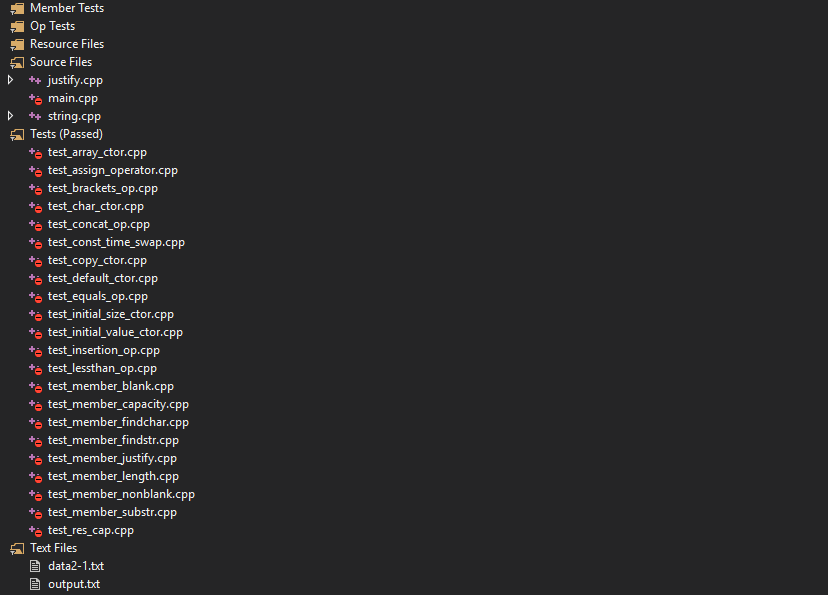 Member Tests
Op Tests
Resource Files
Source Files
justify.cpp
main.cpp
string.cpp
Tests (Passed)
test_array_ctor.cpp
test_assign_operator.cpp
test_brackets_op.cpp
test_char_ctor.cpp
test_concat_op.cpp
test_const_time_swap.cpp
test_copy_ctor.cpp
test_default_ctor.cpp
test_equals_op.cpp
test_initial_size_ctor.cpp
test_initial_value_ctor.cpp
test_insertion_op.cpp
test_lessthan_op.cpp
test_member_blank.cpp
test_member_capacity.cpp
test_member_findchar.cpp
test_member_findstr.cpp
test_member_justify.cpp
test_member_length.cpp
test_member_nonblank.cpp
test_member_substr.cpp
test_res_cap.cpp
Text Files
data2-1.txt
output.txt